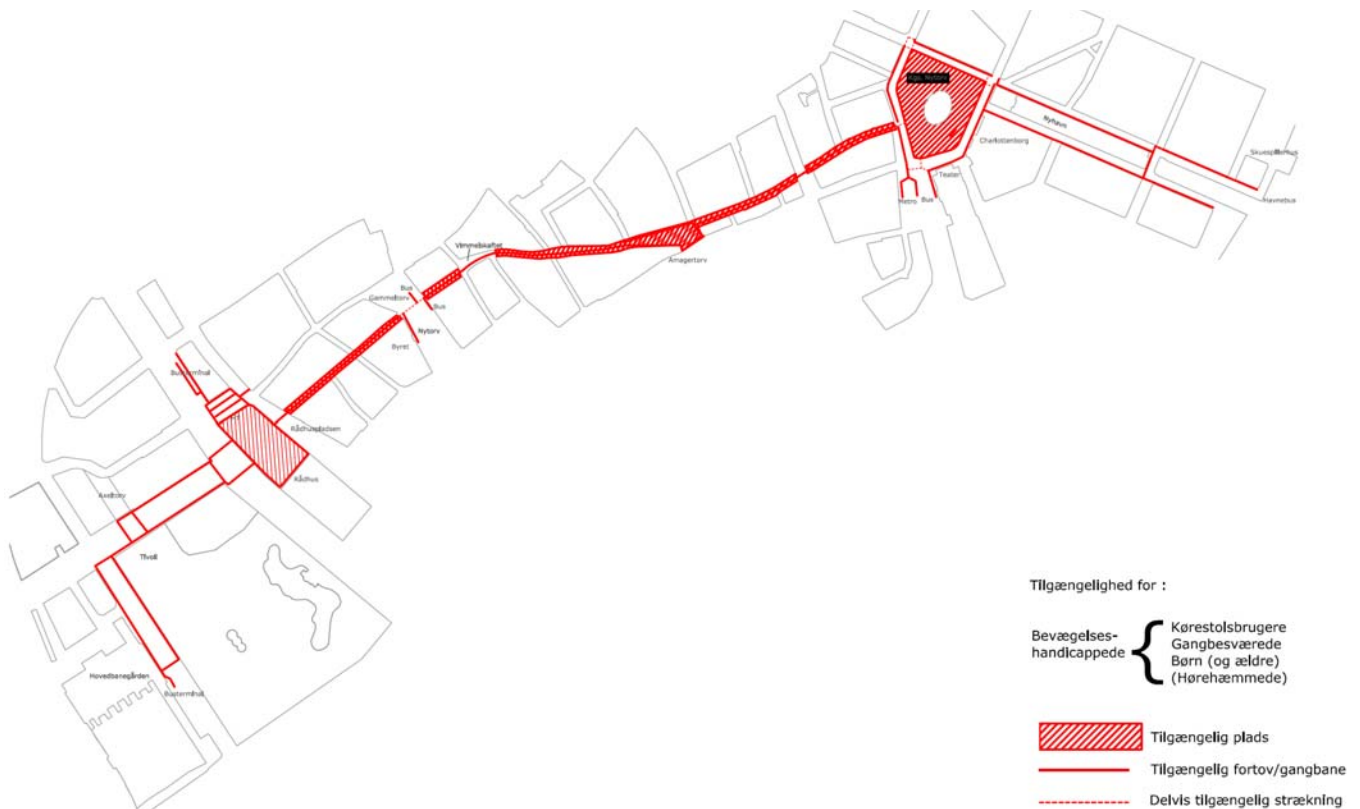 Kgs. Nytorv
Nyhavn
Charlottenborg
Skuespilhus
Havnebus
Teater
Metro
Bus
Vimmelskaftet
Amagertorv
Bus
Gammeltorv
Bus
Nytorv
Byret
Busterminal
Rådhuspladsen
Rådhus
Axeltorv
Tivoli
Hovedbanegården
Busterminal
Tilgængelighed for :
Bevægelses-
handicappede
Kørestolsbrugere
Gangbesværede
Børn (og ældre)
(Hørehæmmede)
Tilgængelig plads
Tilgængelig fortov/gangbane
Delvis tilgængelig strækning